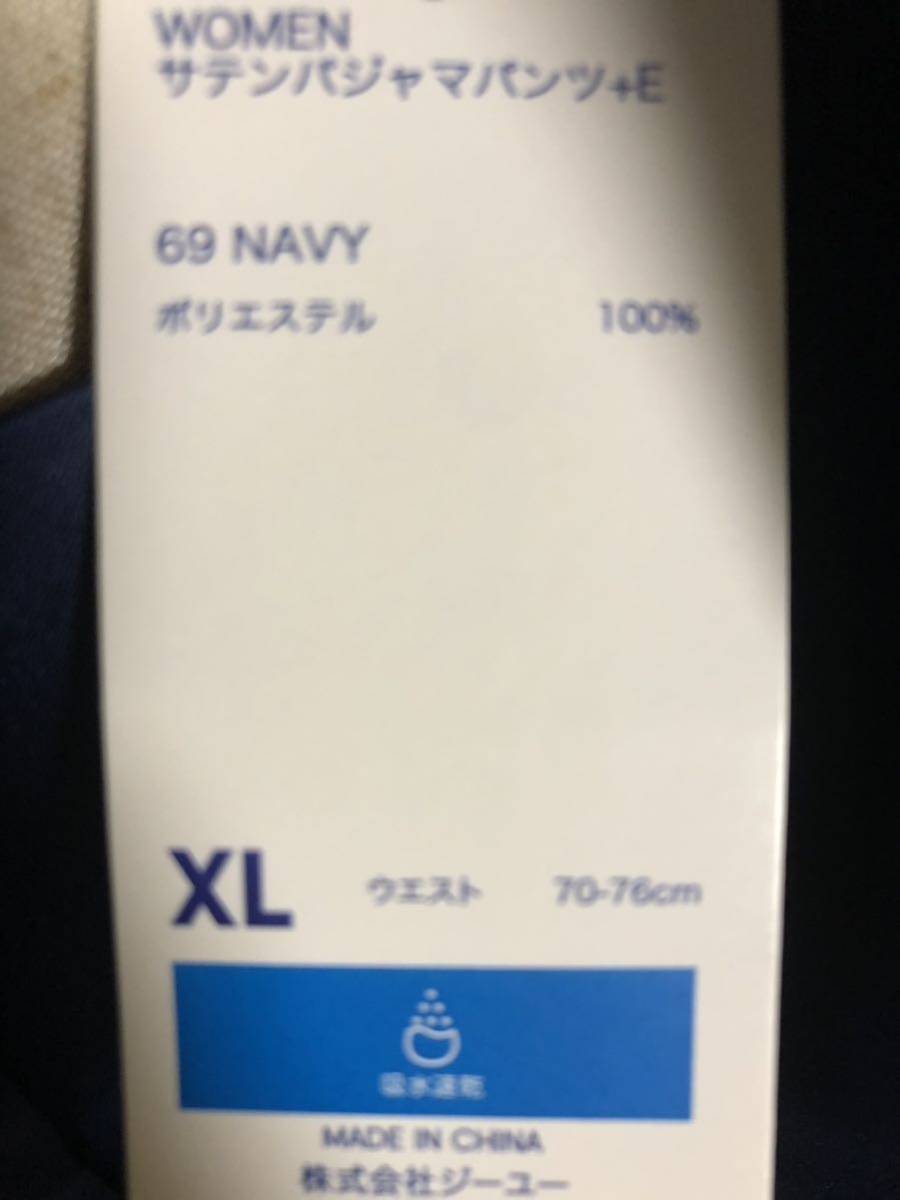 WOMEN
サテンパジャマパンツ+E
69 NAVY
ポリエステル 100%
XL ウエスト 70-76cm
吸水速乾
MADE IN CHINA
株式会社ジーユー